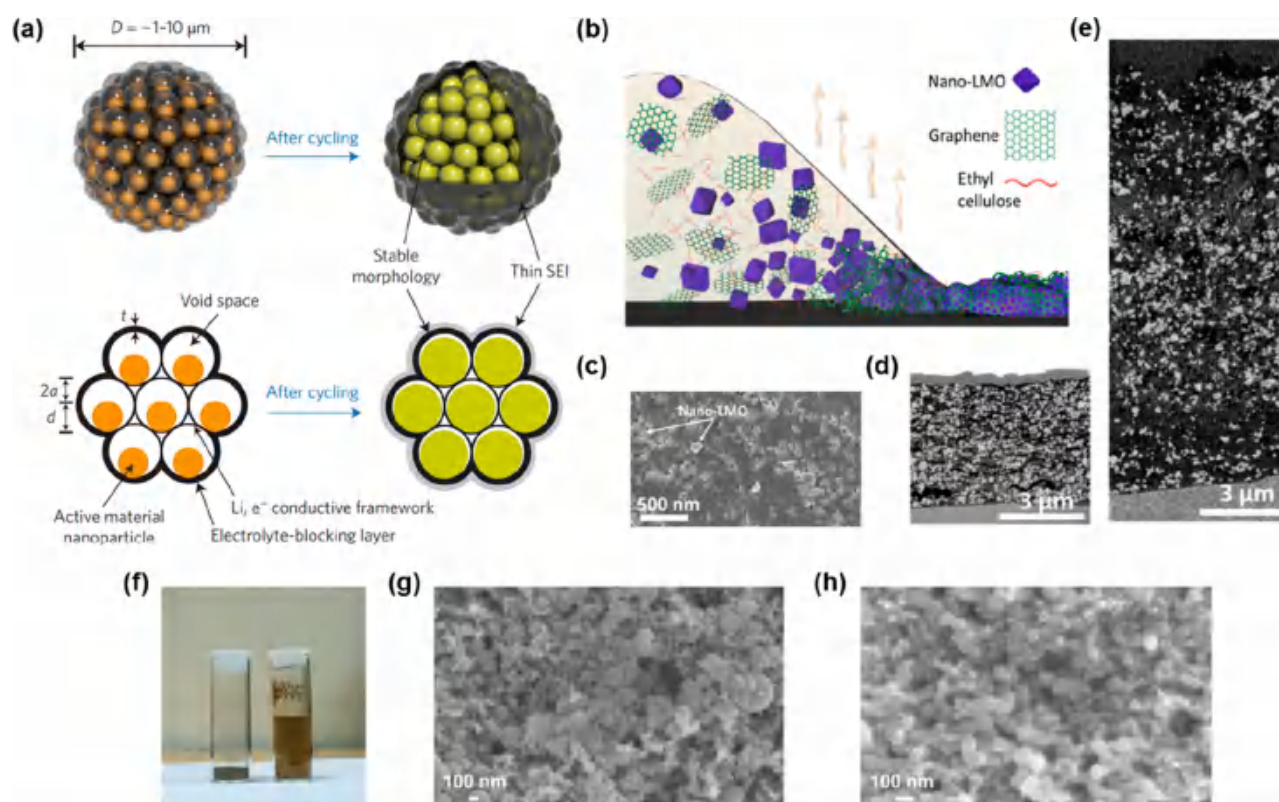 (a)
D = ~1-10 µm
After cycling
Stable
morphology
Thin SEI
Void space
t
2a
d
After cycling
Active material
nanoparticle
Li, e⁻ conductive framework
Electrolyte-blocking layer
(b)
Nano-LMO
Graphene
Ethyl
cellulose
(c)
Nano-LMO
500 nm
(d)
3 µm
(e)
3 µm
(f)
(g)
100 nm
(h)
100 nm